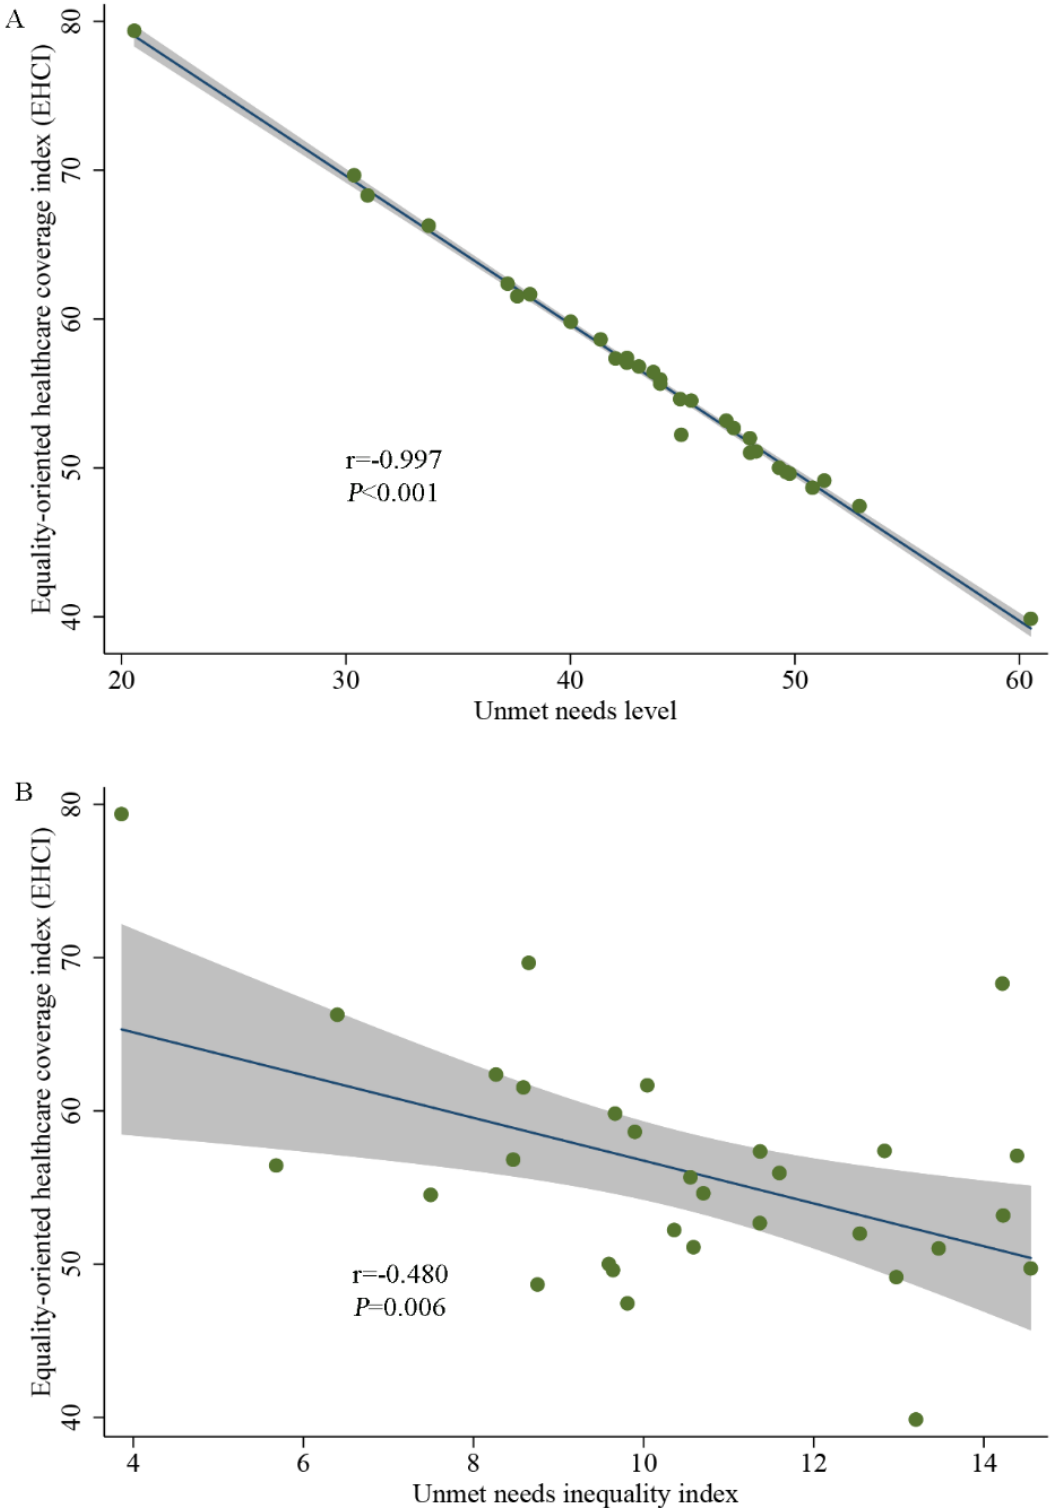 A
Equality-oriented healthcare coverage index (EHCI)
80
70
60
50
40
r=-0.997
P<0.001
20 30 40 50 60
Unmet needs level
B
Equality-oriented healthcare coverage index (EHCI)
80
70
60
50
40
r=-0.480
P=0.006
4 6 8 10 12 14
Unmet needs inequality index